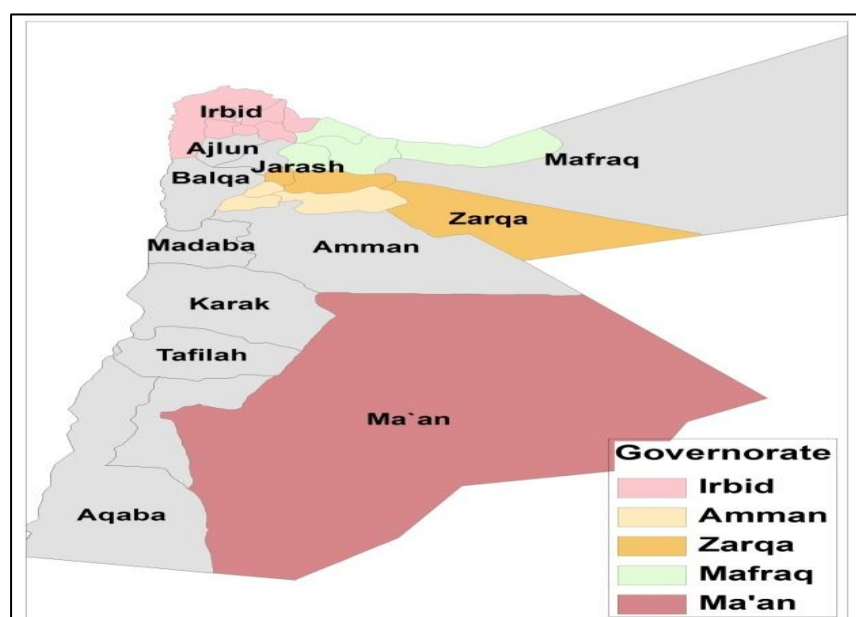 Irbid
Ajlun
Jarash
Mafraq
Balqa
Zarqa
Madaba
Amman
Karak
Tafilah
Ma`an
Aqaba
Governorate
Irbid
Amman
Zarqa
Mafraq
Ma'an